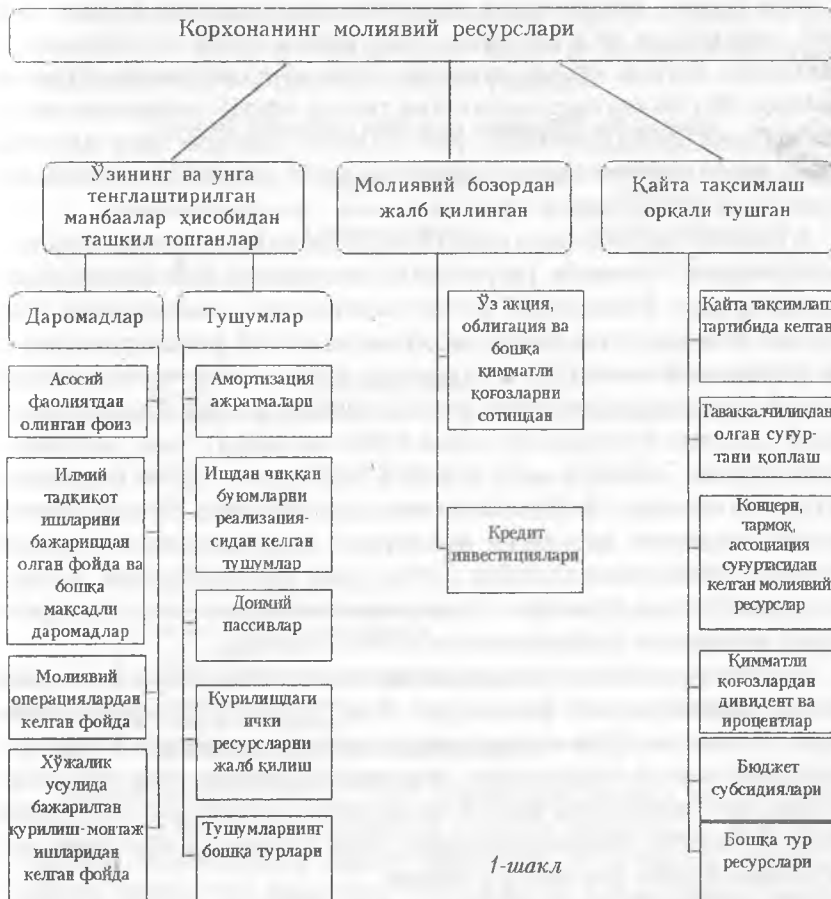 Корхонанинг молиявий ресурслари
Ўзининг ва унга
тенглаштирилган
манбаалар ҳисобидан
ташкил топганлар
Молиявий бозордан
жалб қилинган
Қайта тақсимлаш
орқали тушган
Даромадлар
Тушумлар
Асосий
фаолиятдан
олинган фоиз
Илмий
тадқиқот
ишларини
бажаришдан
олган фойда ва
бошқа
мақсадли
даромадлар
Молиявий
операциялардан
келган фойда
Хўжалик
усулида
бажарилган
қурилиш-монтаж
ишларидан
келган фойда
Амортизация
ажратмалари
Ишдан чиққан
буюмларни
реализация-
сидан келган
тушумлар
Доимий
пассивлар
Қурилишдаги
ички
ресурсларни
жалб қилиш
Тушумларнинг
бошқа турлари
Ўз акция,
облигация ва
бошқа
қимматли
қоғозларни
сотишдан
Кредит
инвестициялари
Қайта тақсимлаш
тартибида келган
Таваккалчиликдан
олган суғур-
тани қоплаш
Концерн,
тармоқ,
ассоциация
суғуртасидан
келган молиявий
ресурслар
Қимматли
қоғозлардан
дивидент ва
процентлар
Бюджет
субсидиялари
Бошқа тур
ресурслари
1-шакл